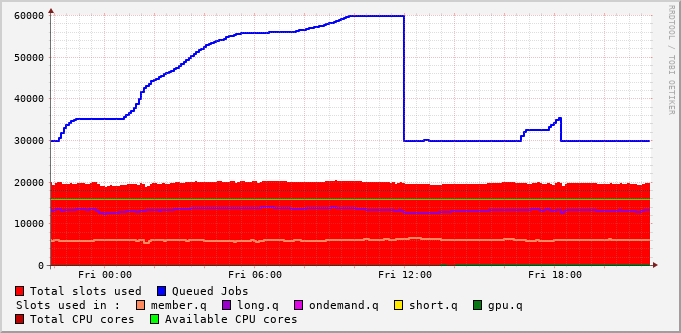 RRDTOOL / TOBI OETIKER
60000
50000
40000
30000
20000
10000
0
Fri 00:00 Fri 06:00 Fri 12:00 Fri 18:00
Total slots used Queued Jobs
Slots used in : member.q long.q ondemand.q short.q gpu.q
Total CPU cores Available CPU cores